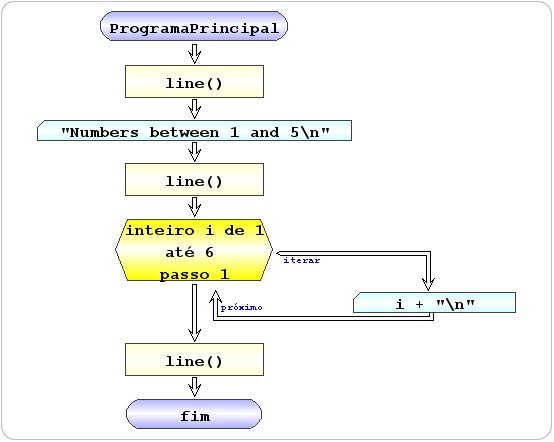 ProgramaPrincipal
line()
"Numbers between 1 and 5\n"
line()
inteiro i de 1
até 6
passo 1
iterar
i + "\n"
próximo
line()
fim